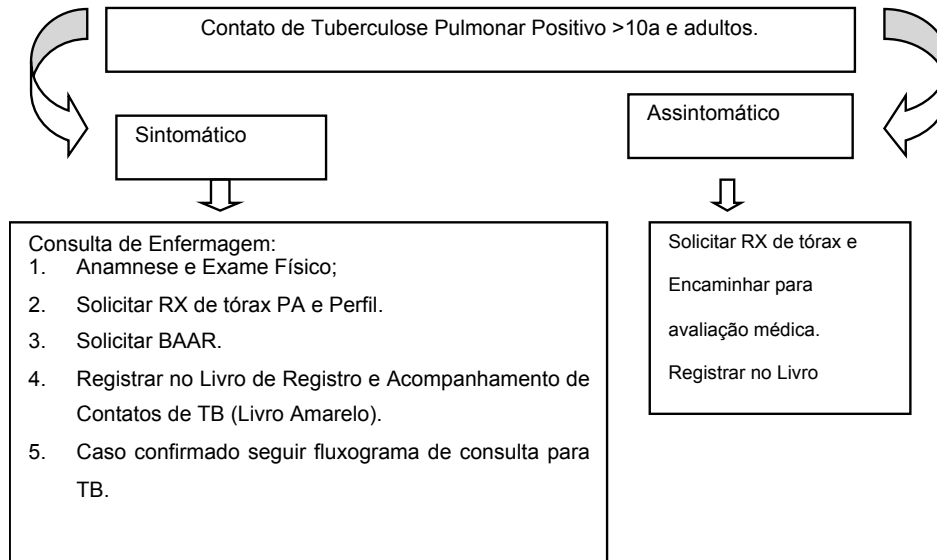 Contato de Tuberculose Pulmonar Positivo >10a e adultos.
Sintomático
Assintomático
Consulta de Enfermagem:
1. Anamnese e Exame Físico;
2. Solicitar RX de tórax PA e Perfil.
3. Solicitar BAAR.
4. Registrar no Livro de Registro e Acompanhamento de
Contatos de TB (Livro Amarelo).
5. Caso confirmado seguir fluxograma de consulta para
TB.
Solicitar RX de tórax e
Encaminhar para
avaliação médica.
Registrar no Livro